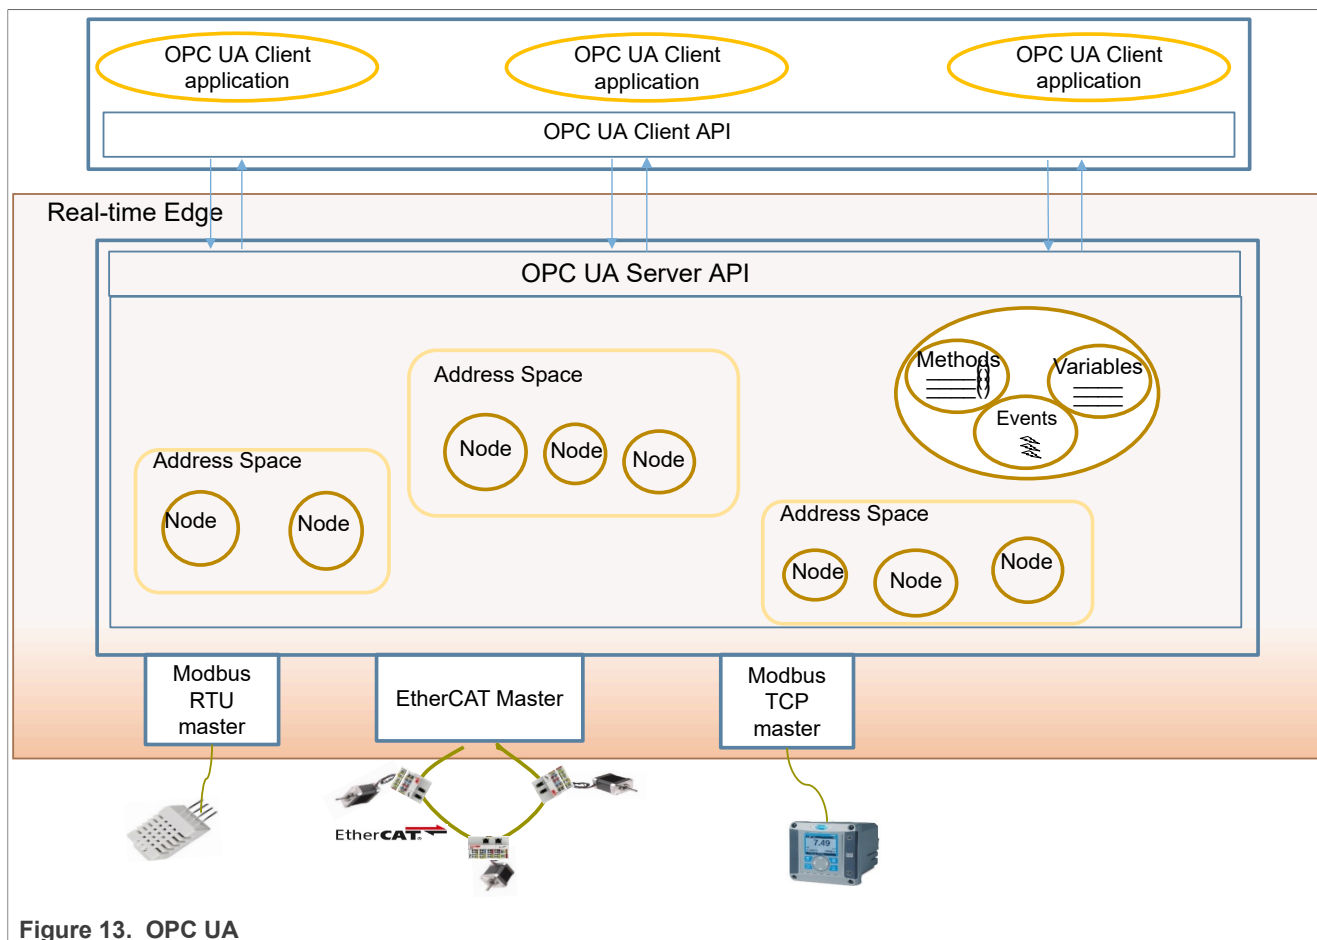 OPC UA Client
application
OPC UA Client
application
OPC UA Client
application
OPC UA Client API
Real-time Edge
OPC UA Server API
Methods
()
()
()
Variables
Events
Address Space
Node
Node
Node
Address Space
Node
Node
Address Space
Node
Node
Node
Modbus
RTU
master
EtherCAT Master
Modbus
TCP
master
EtherCAT®
7.49
Figure 13. OPC UA